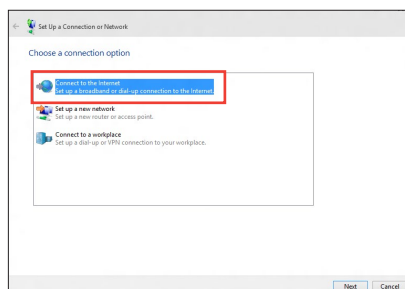 Set Up a Connection or Network
Choose a connection option
Connect to the Internet
Set up a broadband or dial-up connection to the Internet.
Set up a new network
Set up a new router or access point.
Connect to a workplace
Set up a dial-up or VPN connection to your workplace.
Next Cancel